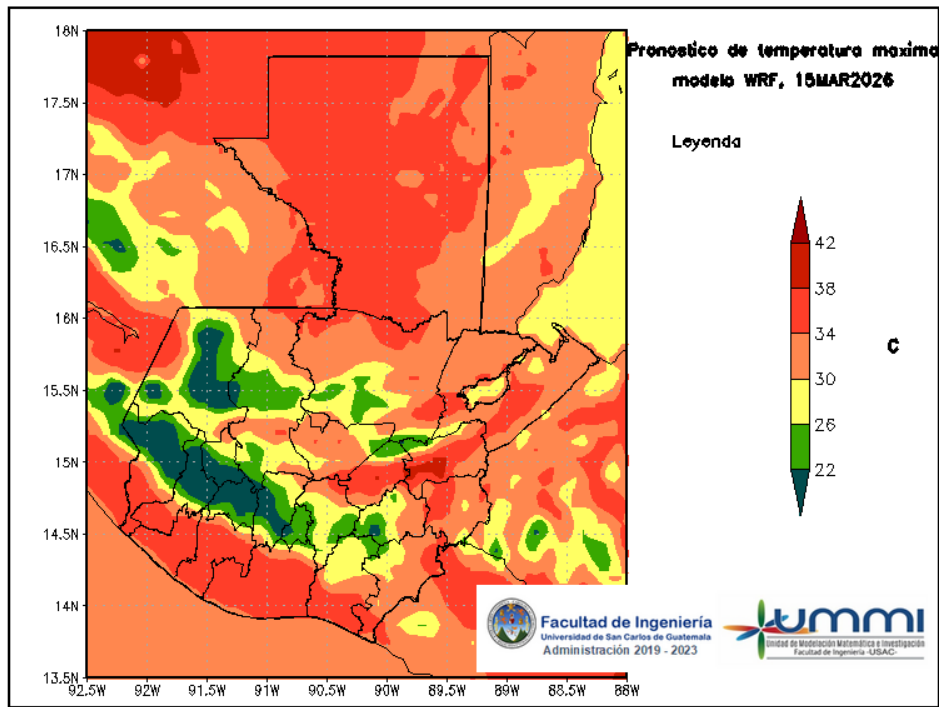 Pronostico de temperatura maxima
modelo WRF, 15MAR2026
Leyenda
42
38
34
30
26
22
C
18N
17.5N
17N
16.5N
16N
15.5N
15N
14.5N
14N
13.5N
92.5W
92W
91.5W
91W
90.5W
90W
89.5W
89W
88.5W
88W
Facultad de Ingeniería
Universidad de San Carlos de Guatemala
Administración 2019 - 2023
UMMI
Unidad de Modelación Matemática e Investigación
Facultad de Ingeniería -USAC-